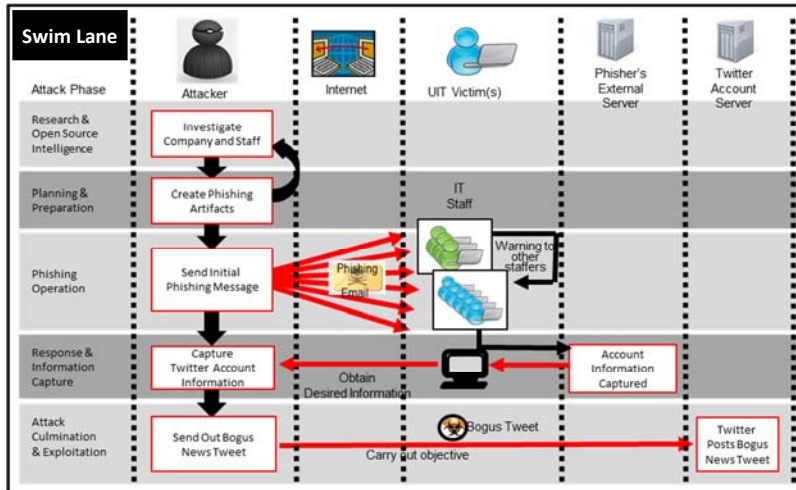 Swim Lane
Attack Phase
Attacker
Internet
UIT Victim(s)
Phisher's
External
Server
Twitter
Account
Server
Research &
Open Source
Intelligence
Investigate
Company and Staff
Planning &
Preparation
Create Phishing
Artifacts
IT
Staff
Phishing
Operation
Send Initial
Phishing Message
Phishing
Email
Warning to
other
staffers
Response &
Information
Capture
Capture
Twitter Account
Information
Obtain
Desired Information
Account
Information
Captured
Attack
Culmination
& Exploitation
Send Out Bogus
News Tweet
Bogus Tweet
Carry out objective
Twitter
Posts Bogus
News Tweet